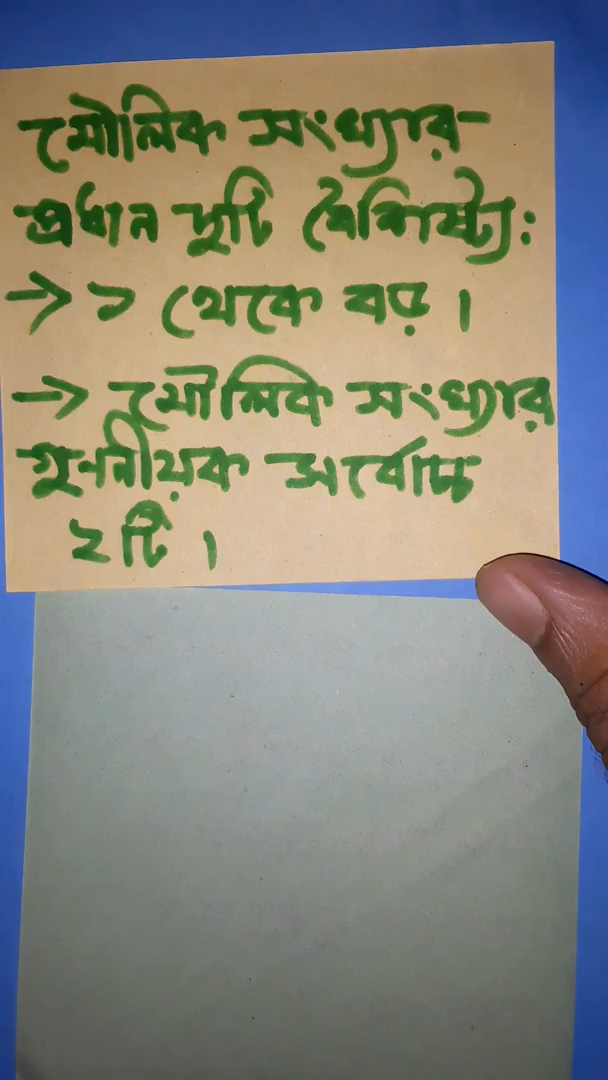 মৌলিক সংখ্যার-
প্রধান দুটি বৈশিষ্ট্য:
→ ১ থেকে বড়।
→ মৌলিক সংখ্যার
গুণনীয়ক সর্বোচ্চ
২টি।